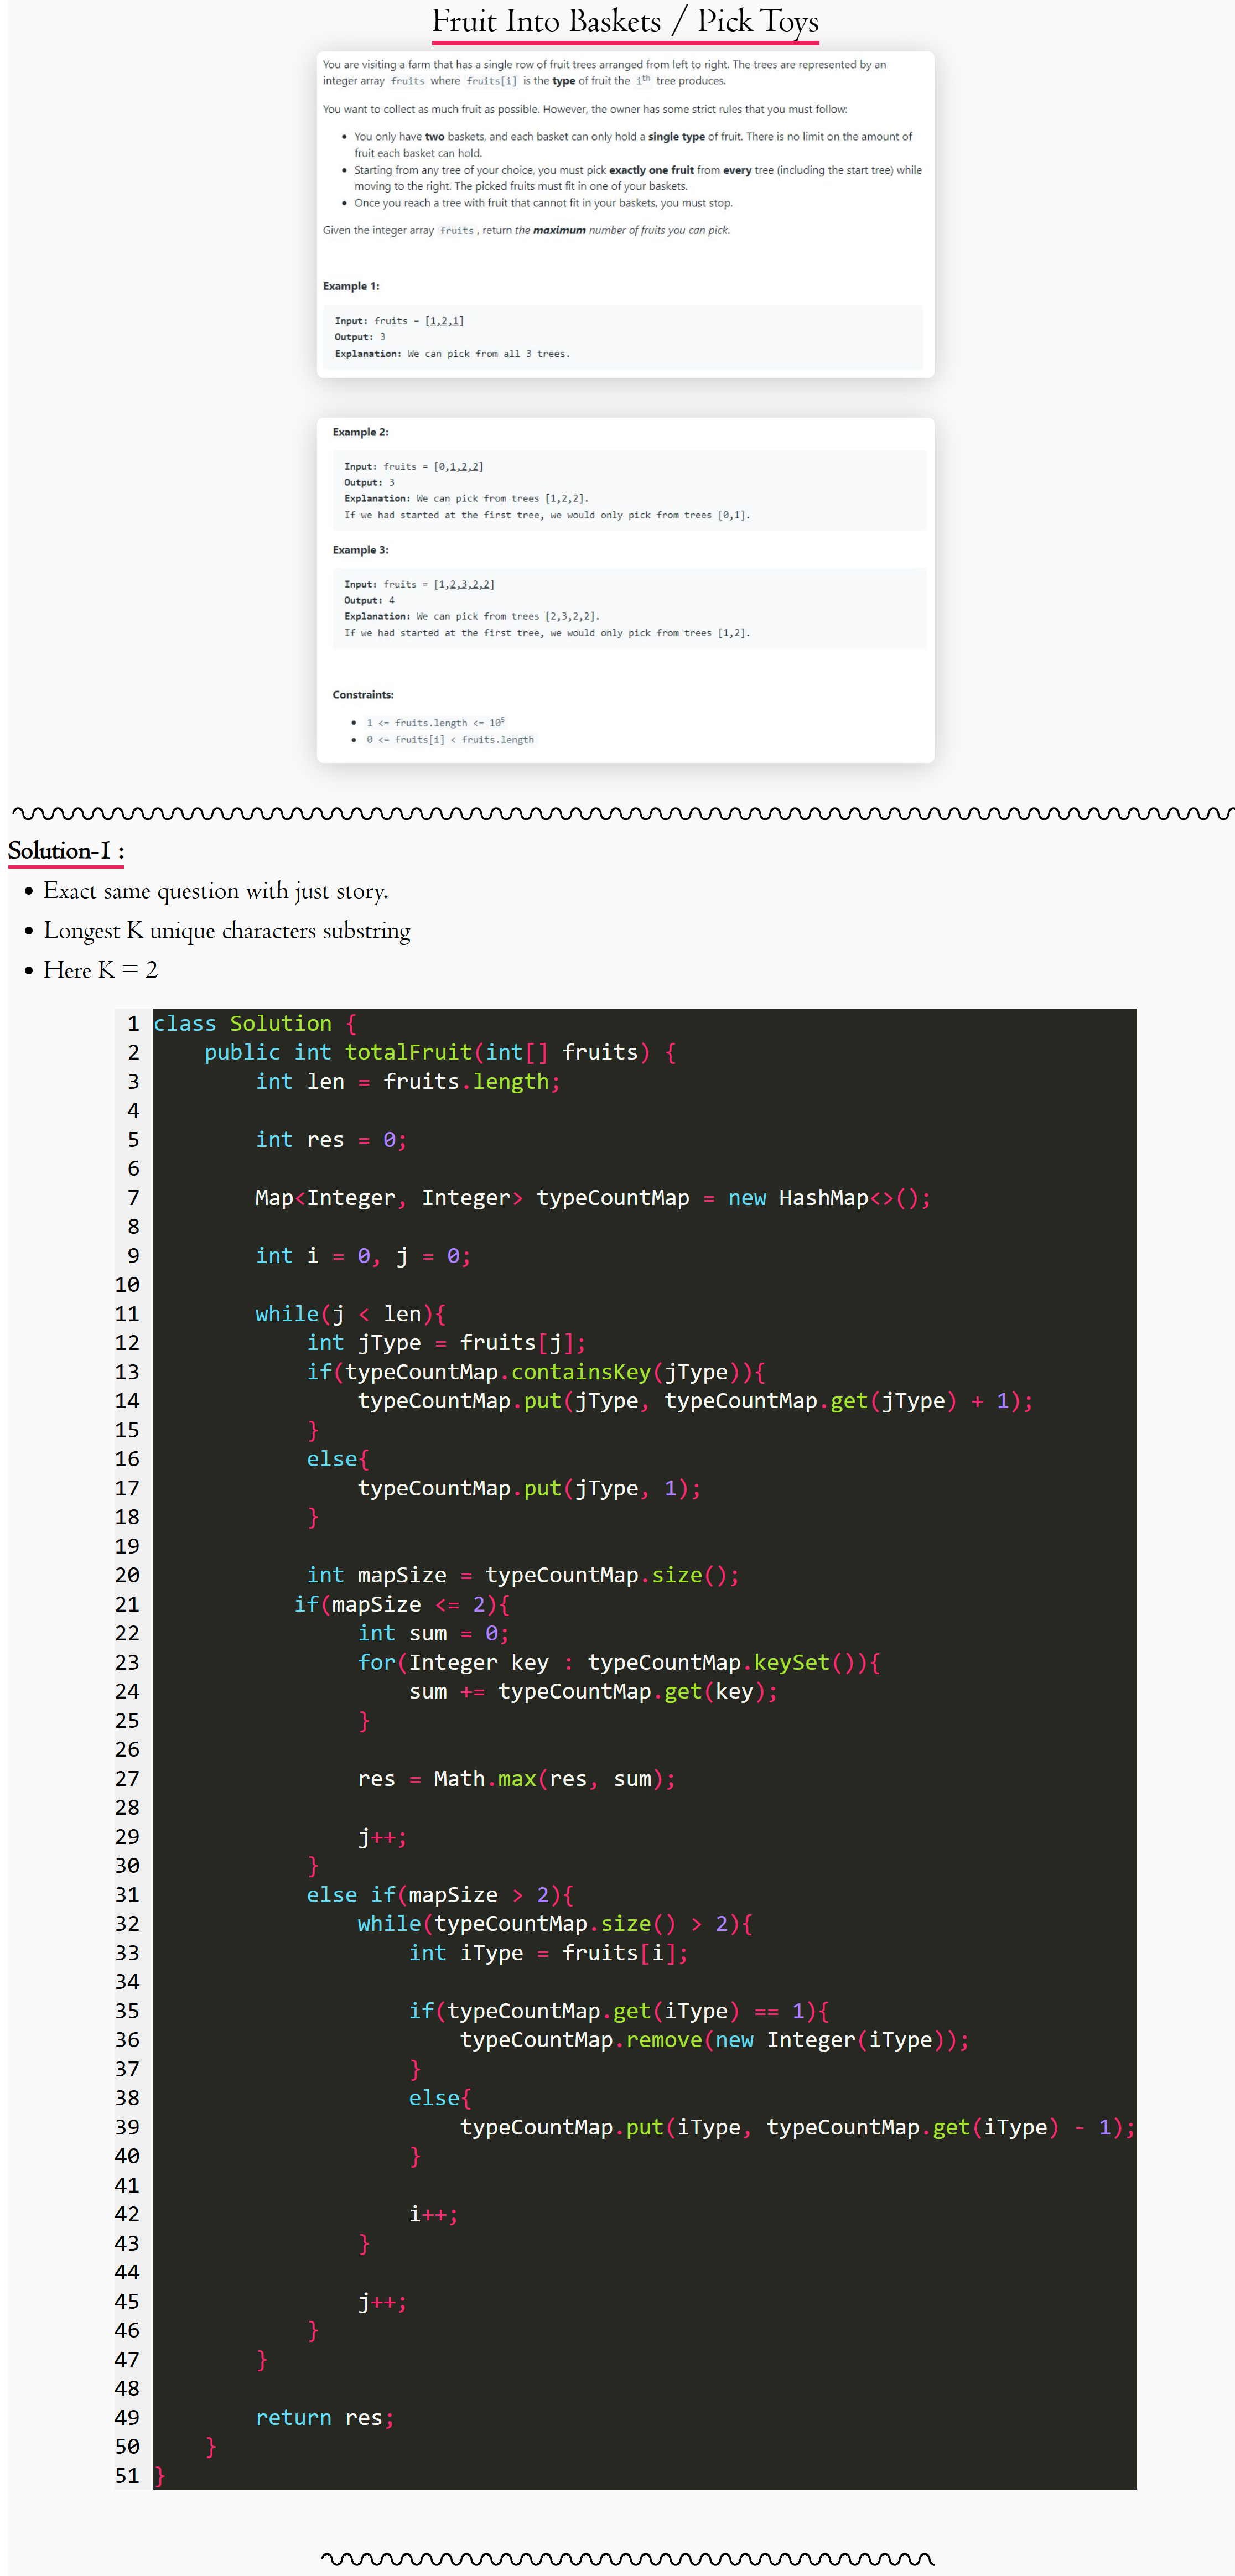 Fruit Into Baskets / Pick Toys
You are visiting a farm that has a single row of fruit trees arranged from left to right. The trees are represented by an
integer array fruits where fruits[i] is the type of fruit the ith tree produces.
You want to collect as much fruit as possible. However, the owner has some strict rules that you must follow:
• You only have two baskets, and each basket can only hold a single type of fruit. There is no limit on the amount of
fruit each basket can hold.
• Starting from any tree of your choice, you must pick exactly one fruit from every tree (including the start tree) while
moving to the right. The picked fruits must fit in one of your baskets.
• Once you reach a tree with fruit that cannot fit in your baskets, you must stop.
Given the integer array fruits, return the maximum number of fruits you can pick.
Example 1:
Input: fruits = [1,2,1]
Output: 3
Explanation: We can pick from all 3 trees.
Example 2:
Input: fruits = [0,1,2,2]
Output: 3
Explanation: We can pick from trees [1,2,2].
If we had started at the first tree, we would only pick from trees [0,1].
Example 3:
Input: fruits = [1,2,3,2,2]
Output: 4
Explanation: We can pick from trees [2,3,2,2].
If we had started at the first tree, we would only pick from trees [1,2].
Constraints:
• 1 <= fruits.length <= 10⁵
• 0 <= fruits[i] < fruits.length
Solution-I :
• Exact same question with just story.
• Longest K unique characters substring
• Here K = 2
1 class Solution {
2     public int totalFruit(int[] fruits) {
3         int len = fruits.length;
4
5         int res = 0;
6
7         Map<Integer, Integer> typeCountMap = new HashMap<>();
8
9         int i = 0, j = 0;
10
11         while(j < len){
12             int jType = fruits[j];
13             if(typeCountMap.containsKey(jType)){
14                 typeCountMap.put(jType, typeCountMap.get(jType) + 1);
15             }
16             else{
17                 typeCountMap.put(jType, 1);
18             }
19
20             int mapSize = typeCountMap.size();
21            if(mapSize <= 2){
22                 int sum = 0;
23                 for(Integer key : typeCountMap.keySet()){
24                     sum += typeCountMap.get(key);
25                 }
26
27                 res = Math.max(res, sum);
28
29                 j++;
30             }
31             else if(mapSize > 2){
32                 while(typeCountMap.size() > 2){
33                     int iType = fruits[i];
34
35                     if(typeCountMap.get(iType) == 1){
36                         typeCountMap.remove(new Integer(iType));
37                     }
38                     else{
39                         typeCountMap.put(iType, typeCountMap.get(iType) - 1);
40                     }
41
42                     i++;
43                 }
44
45                 j++;
46             }
47         }
48
49         return res;
50     }
51 }